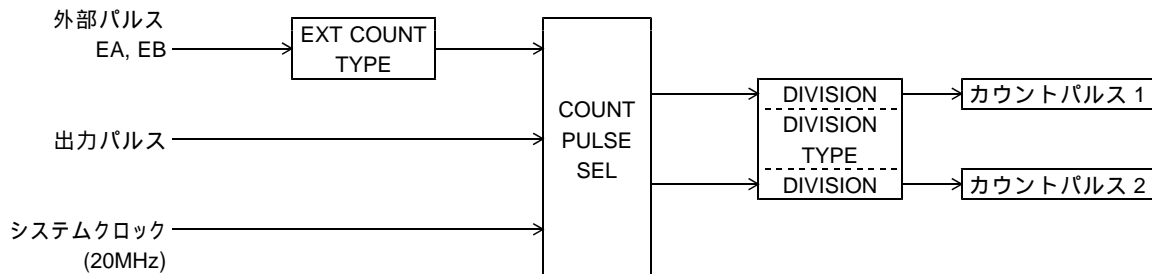 外部パルス
EA, EB
EXT COUNT
TYPE
出力パルス
システムクロック
(20MHz)
COUNT
PULSE
SEL
DIVISION
DIVISION
TYPE
DIVISION
カウントパルス 1
カウントパルス 2